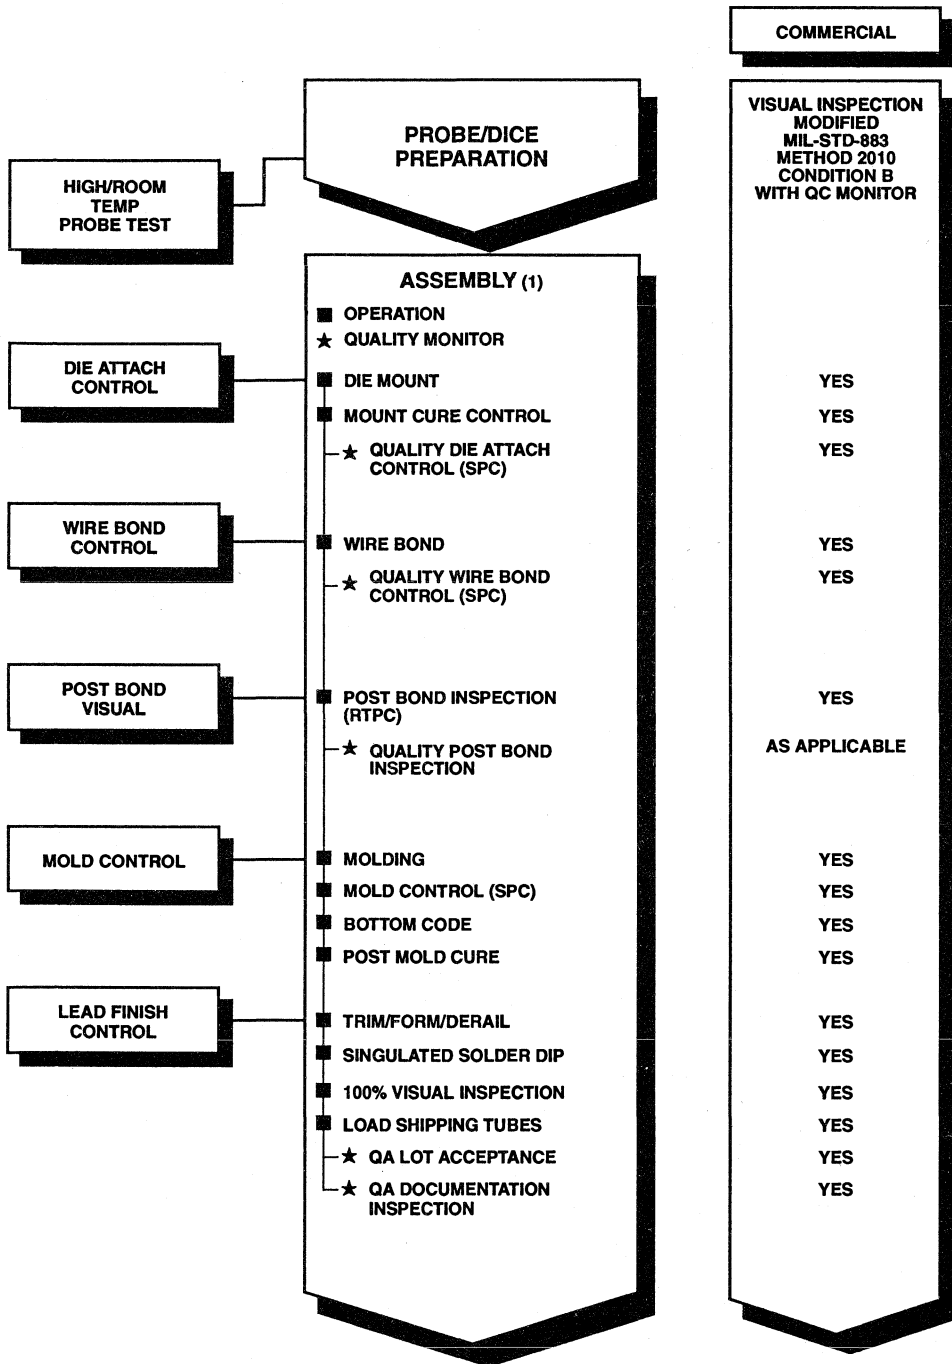 COMMERCIAL
VISUAL INSPECTION
MODIFIED
MIL-STD-883
METHOD 2010
CONDITION B
WITH QC MONITOR
PROBE/DICE
PREPARATION
HIGH/ROOM
TEMP
PROBE TEST
ASSEMBLY (1)
■ OPERATION
★ QUALITY MONITOR
DIE ATTACH
CONTROL
■ DIE MOUNT
YES
■ MOUNT CURE CONTROL
YES
★ QUALITY DIE ATTACH
CONTROL (SPC)
YES
WIRE BOND
CONTROL
■ WIRE BOND
YES
★ QUALITY WIRE BOND
CONTROL (SPC)
YES
POST BOND
VISUAL
■ POST BOND INSPECTION
(RTPC)
YES
★ QUALITY POST BOND
INSPECTION
AS APPLICABLE
MOLD CONTROL
■ MOLDING
YES
■ MOLD CONTROL (SPC)
YES
■ BOTTOM CODE
YES
■ POST MOLD CURE
YES
LEAD FINISH
CONTROL
■ TRIM/FORM/DERAIL
YES
■ SINGULATED SOLDER DIP
YES
■ 100% VISUAL INSPECTION
YES
■ LOAD SHIPPING TUBES
YES
★ QA LOT ACCEPTANCE
YES
★ QA DOCUMENTATION
INSPECTION
YES